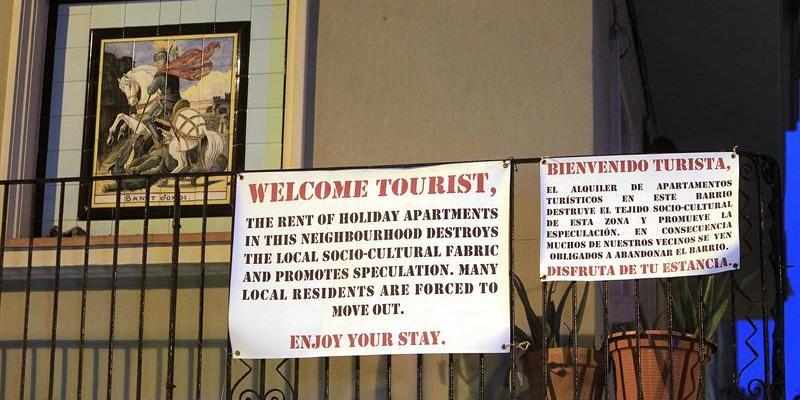 SANCT JORDI
WELCOME TOURIST,
THE RENT OF HOLIDAY APARTMENTS
IN THIS NEIGHBOURHOOD DESTROYS
THE LOCAL SOCIO-CULTURAL FABRIC
AND PROMOTES SPECULATION. MANY
LOCAL RESIDENTS ARE FORCED TO
MOVE OUT.
ENJOY YOUR STAY.
BIENVENIDO TURISTA,
EL ALQUILER DE APARTAMENTOS
TURÍSTICOS EN ESTE BARRIO
DESTRUYE EL TEJIDO SOCIO-CULTURAL
DE ESTA ZONA Y PROMUEVE LA
ESPECULACIÓN. EN CONSECUENCIA
MUCHOS DE NUESTROS VECINOS SE VEN
OBLIGADOS A ABANDONAR EL BARRIO.
DISFRUTA DE TU ESTANCIA.